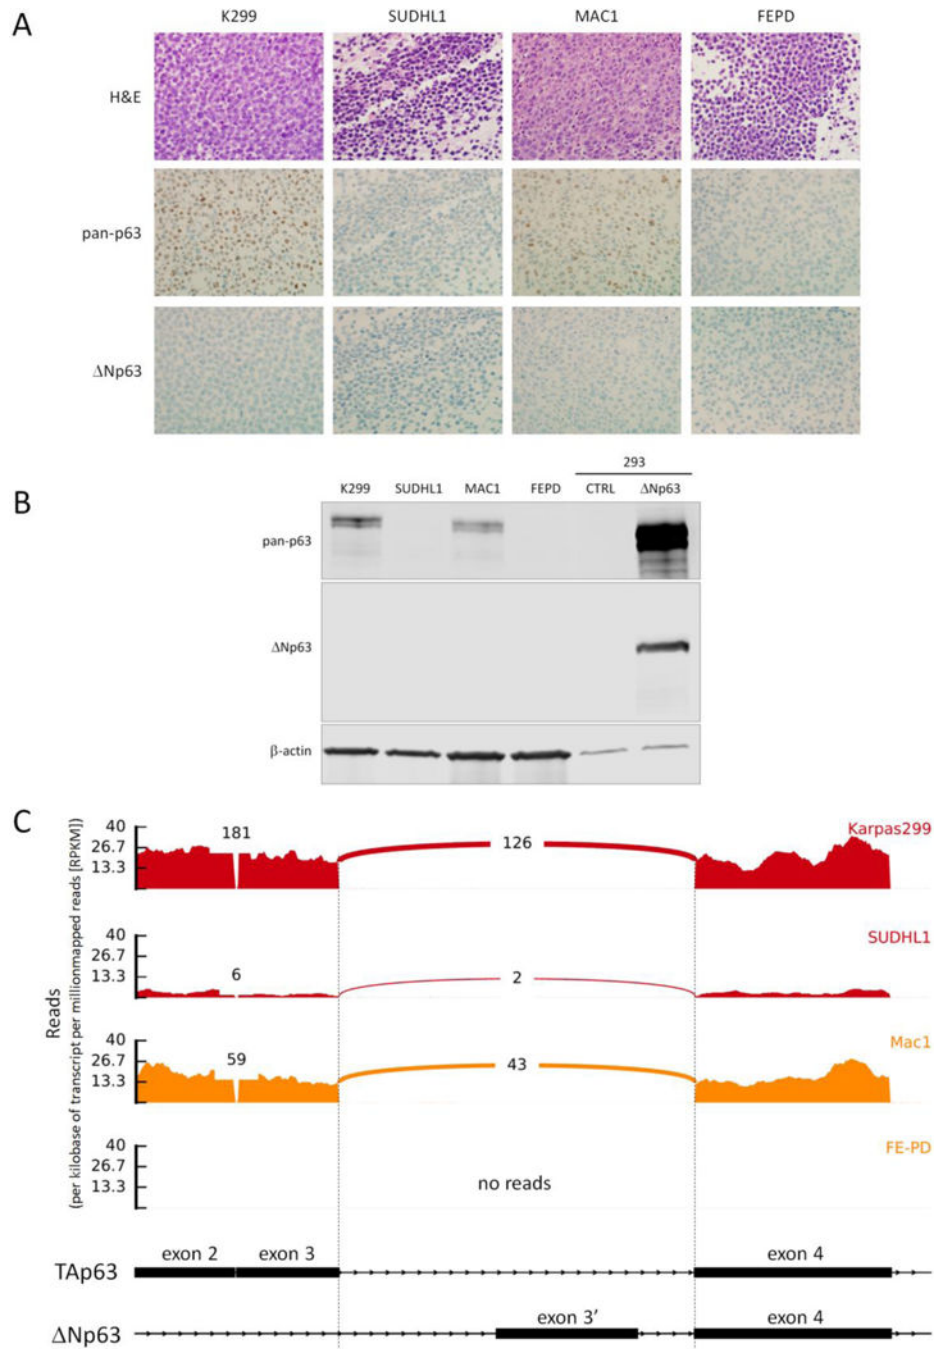 A
K299 SUDHL1 MAC1 FEPD
H&E
pan-p63
ΔNp63
B
293
K299 SUDHL1 MAC1 FEPD CTRL ΔNp63
pan-p63
ΔNp63
β-actin
C
Reads
(per kilobase of transcript per millionmapped reads [RPKM])
40
26.7
13.3
181
126
Karpas299
40
26.7
13.3
6
2
SUDHL1
40
26.7
13.3
59
43
Mac1
40
26.7
13.3
no reads
FE-PD
exon 2 exon 3 exon 4
TAp63
exon 3′ exon 4
ΔNp63